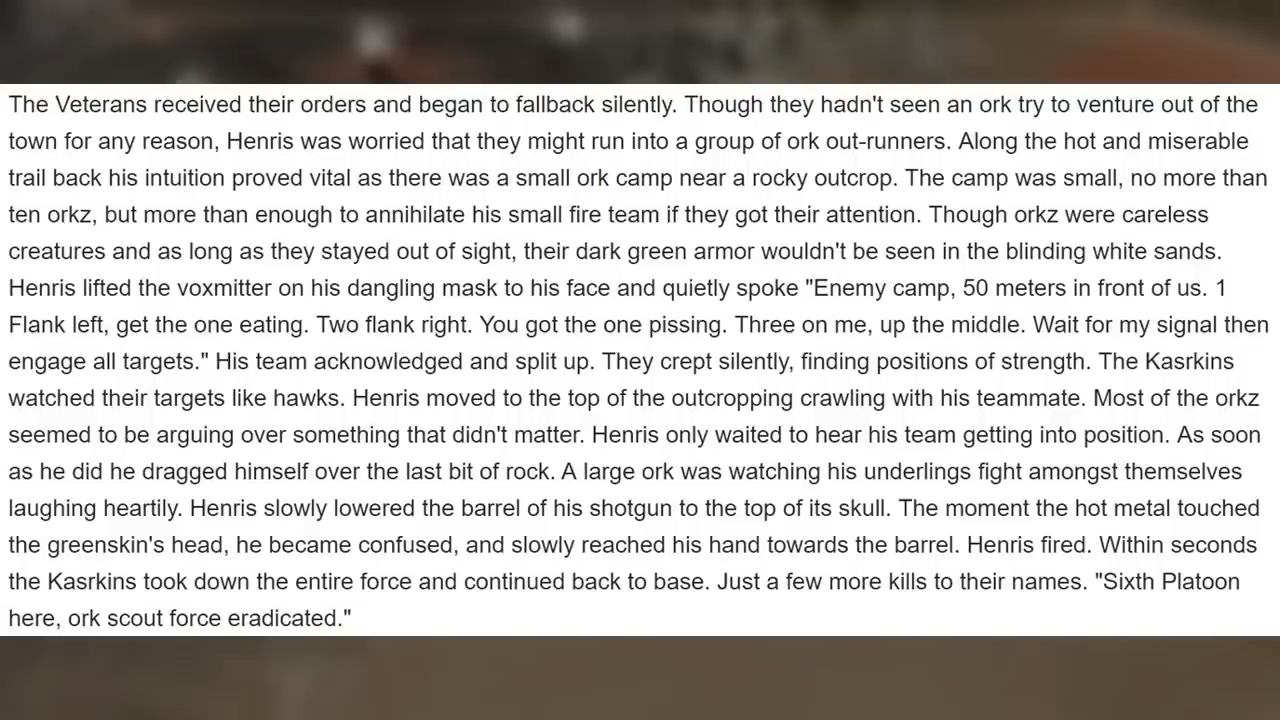 The Veterans received their orders and began to fallback silently. Though they hadn't seen an ork try to venture out of the
town for any reason, Henris was worried that they might run into a group of ork out-runners. Along the hot and miserable
trail back his intuition proved vital as there was a small ork camp near a rocky outcrop. The camp was small, no more than
ten orkz, but more than enough to annihilate his small fire team if they got their attention. Though orkz were careless
creatures and as long as they stayed out of sight, their dark green armor wouldn't be seen in the blinding white sands.
Henris lifted the voxmitter on his dangling mask to his face and quietly spoke "Enemy camp, 50 meters in front of us. 1
Flank left, get the one eating. Two flank right. You got the one pissing. Three on me, up the middle. Wait for my signal then
engage all targets." His team acknowledged and split up. They crept silently, finding positions of strength. The Kasrkins
watched their targets like hawks. Henris moved to the top of the outcropping crawling with his teammate. Most of the orkz
seemed to be arguing over something that didn't matter. Henris only waited to hear his team getting into position. As soon
as he did he dragged himself over the last bit of rock. A large ork was watching his underlings fight amongst themselves
laughing heartily. Henris slowly lowered the barrel of his shotgun to the top of its skull. The moment the hot metal touched
the greenskin's head, he became confused, and slowly reached his hand towards the barrel. Henris fired. Within seconds
the Kasrkins took down the entire force and continued back to base. Just a few more kills to their names. "Sixth Platoon
here, ork scout force eradicated."